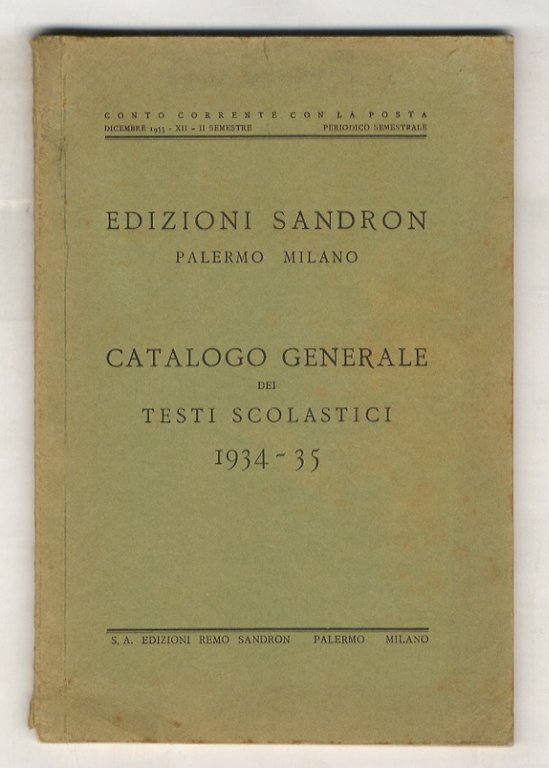 CONTO CORRENTE CON LA POSTA
DICEMBRE 1933 - XII - II SEMESTRE PERIODICO SEMESTRALE
EDIZIONI SANDRON
PALERMO MILANO
CATALOGO GENERALE
DEI
TESTI SCOLASTICI
1934 - 35
S. A. EDIZIONI REMO SANDRON PALERMO MILANO